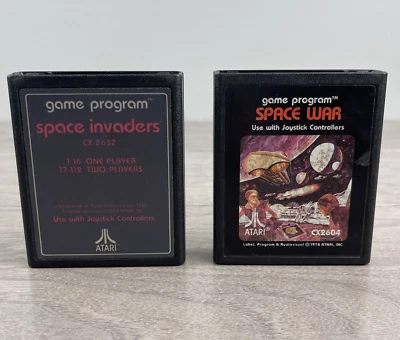 game program™
space invaders
CX 2632
1-16 ONE PLAYER
17-112 TWO PLAYERS
Use with Joystick Controllers
ATARI
game program™
SPACE WAR
Use with Joystick Controllers
ATARI
CX2604
Label, Program & Audiovisual © 1978 ATARI, INC